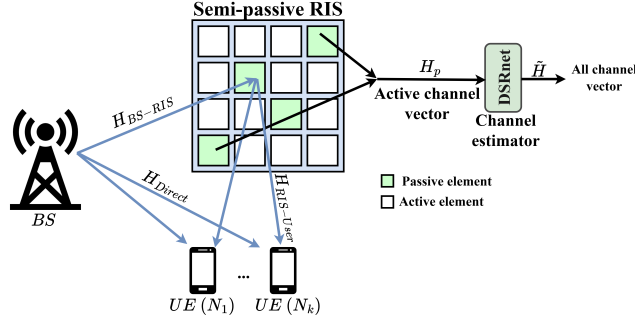 Semi-passive RIS
H_{BS-RIS}
H_{Direct}
H_{RIS-User}
BS
UE (N_1)
...
UE (N_k)
H_p
Active channel
vector
DSRnet
Channel
estimator
H̃
All channel
vector
Passive element
Active element